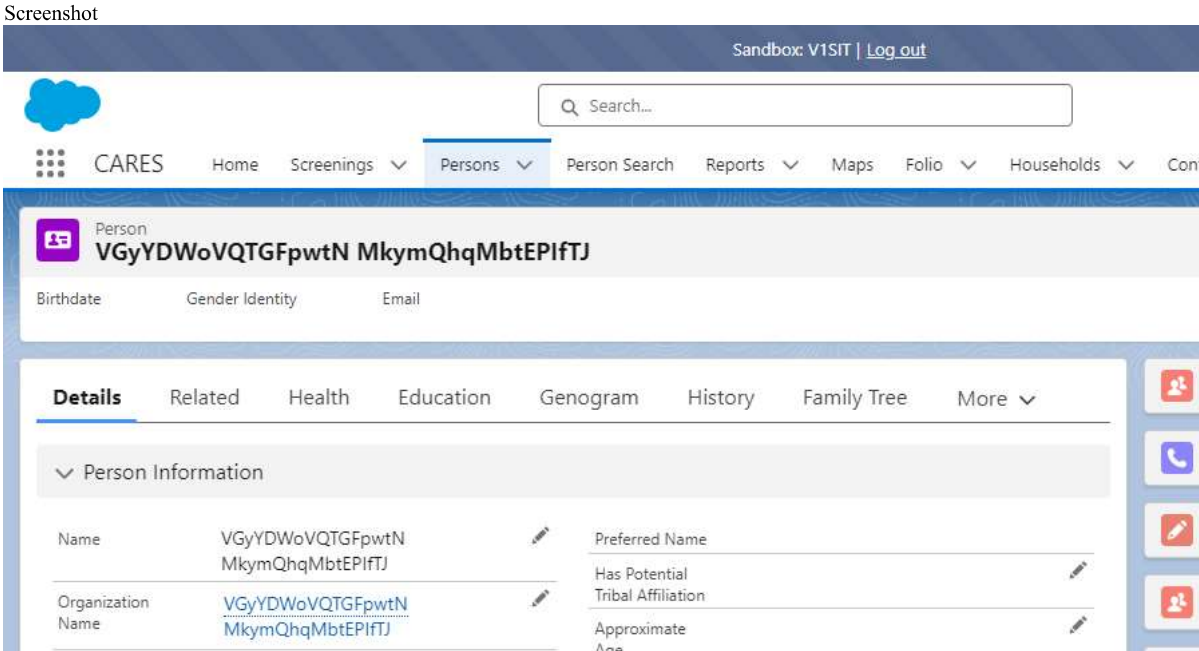 Screenshot
Sandbox: V1SIT | Log out
Search...
CARES Home Screenings Persons Person Search Reports Maps Folio Households
Person
VGyYDWoVQTGFpwtN MkymQhqMbtEPIfTJ
Birthdate Gender Identity Email
Details Related Health Education Genogram History Family Tree More
Person Information
Name VGyYDWoVQTGFpwtN Preferred Name
MkymQhqMbtEPIfTJ
Has Potential
Tribal Affiliation
Organization
Name
VGyYDWoVQTGFpwtN
MkymQhqMbtEPIfTJ
Approximate
Age